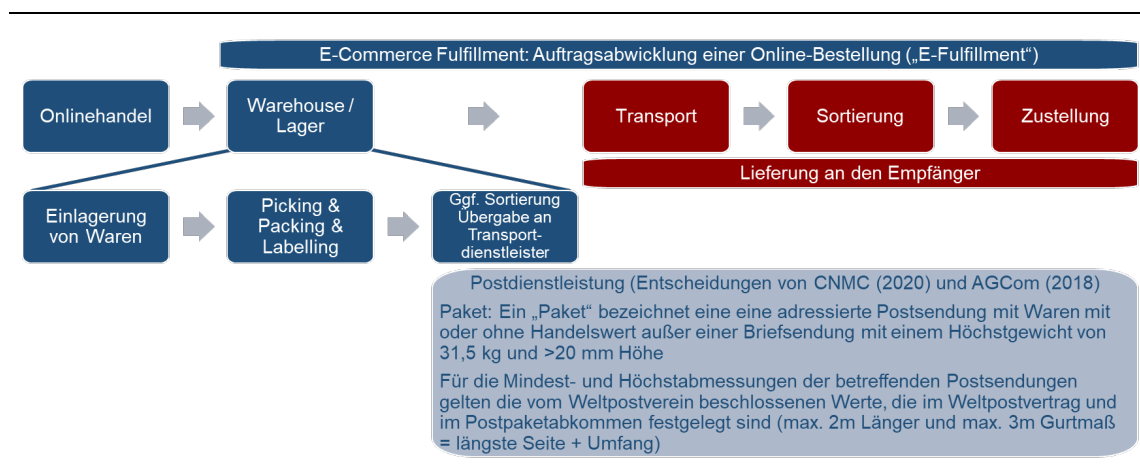 E-Commerce Fulfillment: Auftragsabwicklung einer Online-Bestellung („E-Fulfillment“)
Onlinehandel
Warehouse /
Lager
Transport
Sortierung
Zustellung
Lieferung an den Empfänger
Einlagerung
von Waren
Picking &
Packing &
Labelling
Ggf. Sortierung
Übergabe an
Transport-
dienstleister
Postdienstleistung (Entscheidungen von CNMC (2020) und AGCom (2018)
Paket: Ein „Paket“ bezeichnet eine eine adressierte Postsendung mit Waren mit
oder ohne Handelswert außer einer Briefsendung mit einem Höchstgewicht von
31,5 kg und >20 mm Höhe
Für die Mindest- und Höchstabmessungen der betreffenden Postsendungen
gelten die vom Weltpostverein beschlossenen Werte, die im Weltpostvertrag und
im Postpaketabkommen festgelegt sind (max. 2m Länger und max. 3m Gurtmaß
= längste Seite + Umfang)